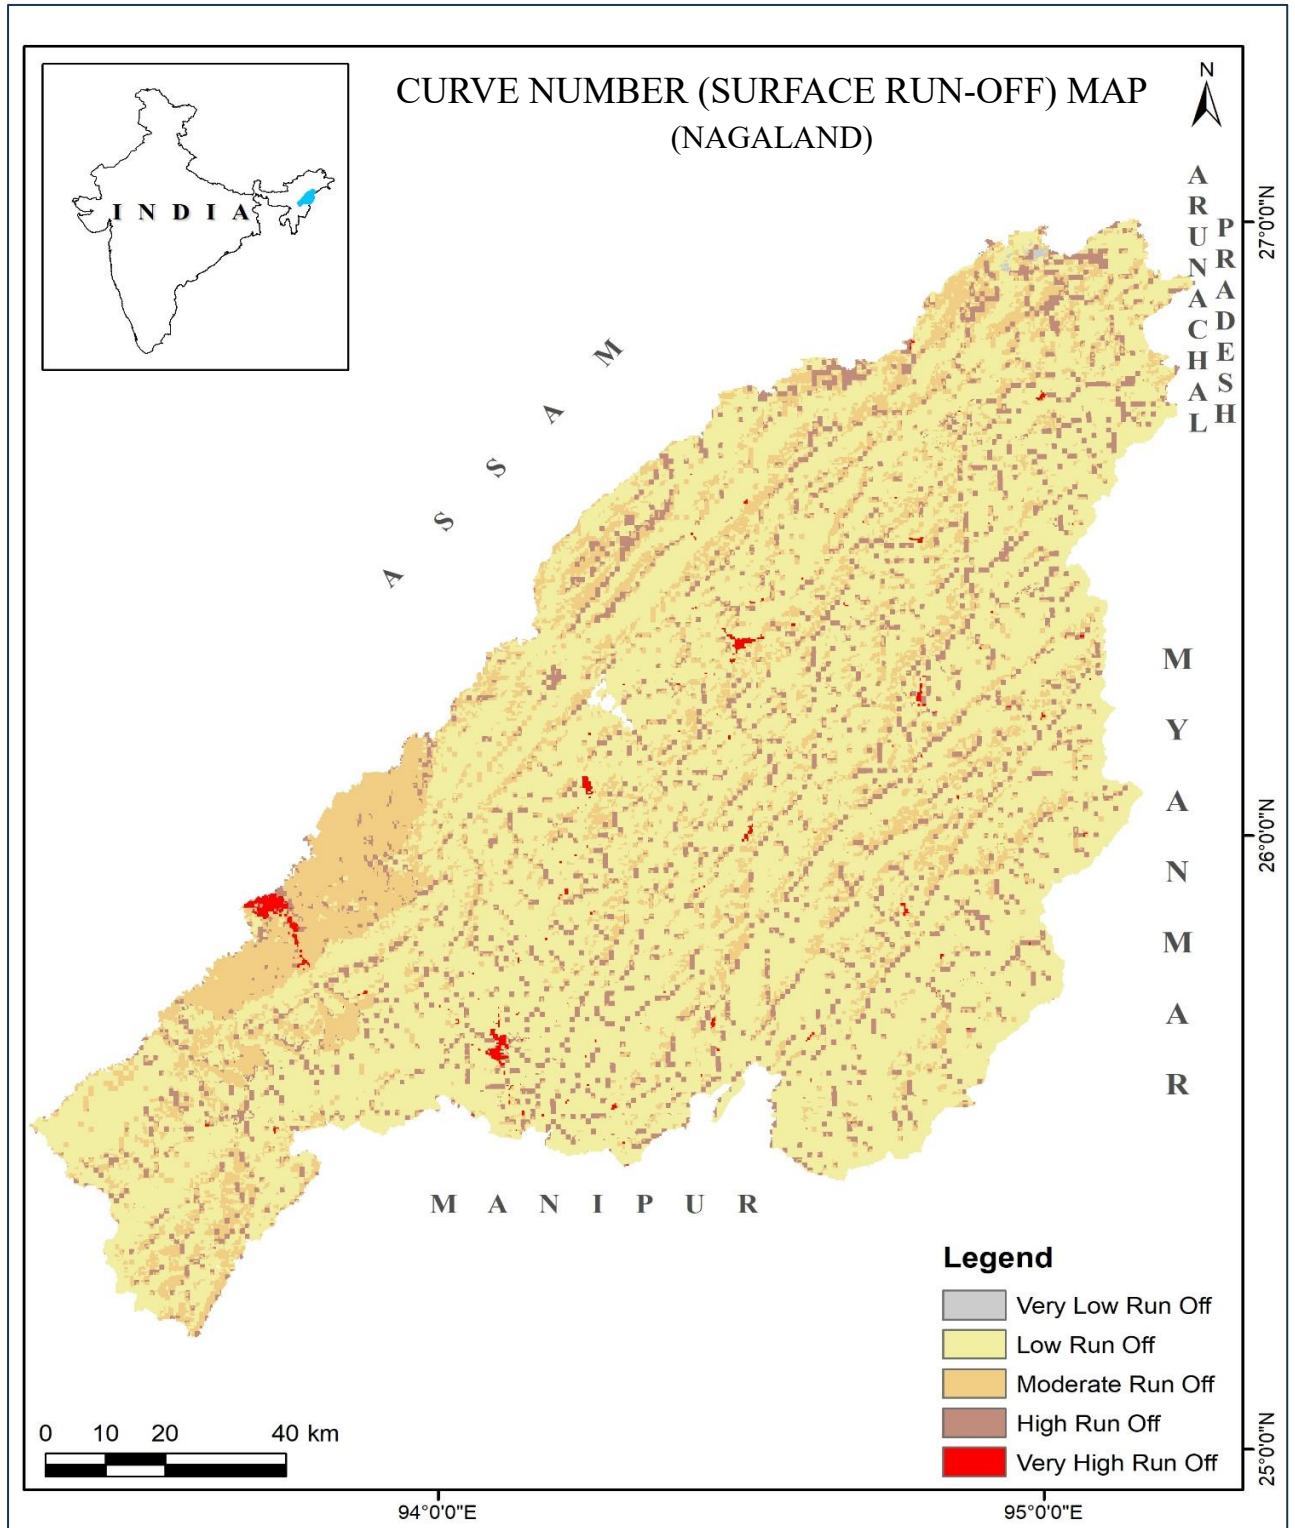 CURVE NUMBER (SURFACE RUN-OFF) MAP
(NAGALAND)
N
INDIA
ARUNACHAL
PRADESH
27°0'0"N
ASSAM
MYANMAR
26°0'0"N
MANIPUR
Legend
Very Low Run Off
Low Run Off
Moderate Run Off
High Run Off
Very High Run Off
0 10 20 40 km
25°0'0"N
94°0'0"E
95°0'0"E